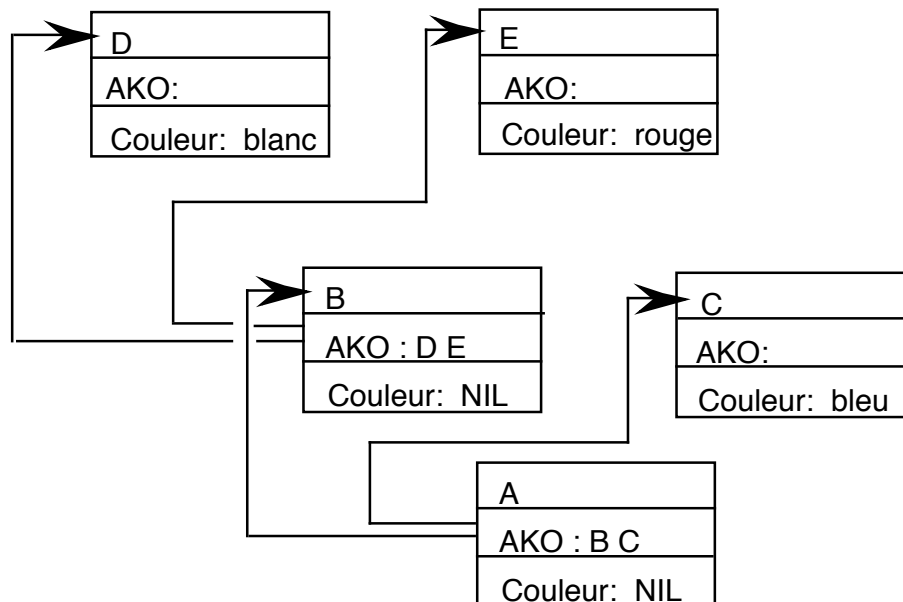 D
AKO:
Couleur: blanc
E
AKO:
Couleur: rouge
B
AKO : D E
Couleur: NIL
C
AKO:
Couleur: bleu
A
AKO : B C
Couleur: NIL